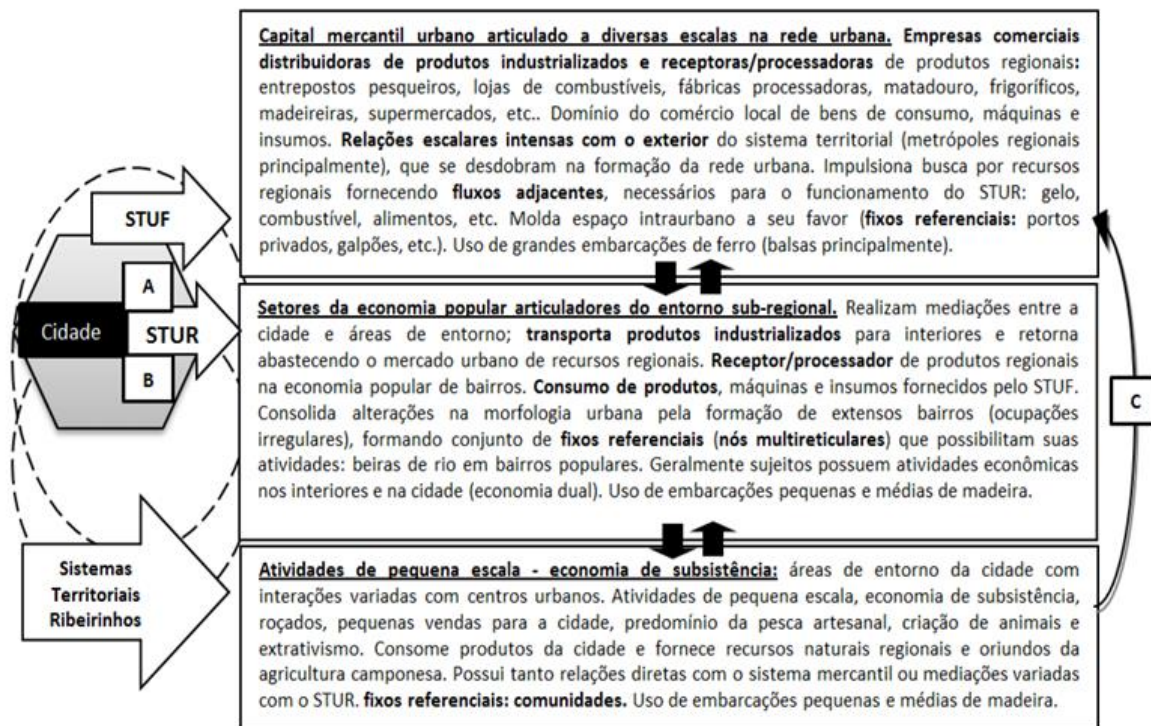 Capital mercantil urbano articulado a diversas escalas na rede urbana. Empresas comerciais
distribuidoras de produtos industrializados e receptoras/processadoras de produtos regionais:
entrepostos pesqueiros, lojas de combustíveis, fábricas processadoras, matadouro, frigoríficos,
madeireiras, supermercados, etc.. Domínio do comércio local de bens de consumo, máquinas e
insumos. Relações escalares intensas com o exterior do sistema territorial (metrópoles regionais
principalmente), que se desdobram na formação da rede urbana. Impulsiona busca por recursos
regionais fornecendo fluxos adjacentes, necessários para o funcionamento do STUR: gelo,
combustível, alimentos, etc. Molda espaço intraurbano a seu favor (fixos referenciais: portos
privados, galpões, etc.). Uso de grandes embarcações de ferro (balsas principalmente).
STUF
A
Cidade
STUR
B
Setores da economia popular articuladores do entorno sub-regional. Realizam mediações entre a
cidade e áreas de entorno; transporta produtos industrializados para interiores e retorna
abastecendo o mercado urbano de recursos regionais. Receptor/processador de produtos regionais
na economia popular de bairros. Consumo de produtos, máquinas e insumos fornecidos pelo STUF.
Consolida alterações na morfologia urbana pela formação de extensos bairros (ocupações
irregulares), formando conjunto de fixos referenciais (nós multireticulares) que possibilitam suas
atividades: beiras de rio em bairros populares. Geralmente sujeitos possuem atividades econômicas
nos interiores e na cidade (economia dual). Uso de embarcações pequenas e médias de madeira.
C
Sistemas
Territoriais
Ribeirinhos
Atividades de pequena escala - economia de subsistência: áreas de entorno da cidade com
interações variadas com centros urbanos. Atividades de pequena escala, economia de subsistência,
roçados, pequenas vendas para a cidade, predomínio da pesca artesanal, criação de animais e
extrativismo. Consome produtos da cidade e fornece recursos naturais regionais e oriundos da
agricultura camponesa. Possui tanto relações diretas com o sistema mercantil ou mediações variadas
com o STUR. fixos referenciais: comunidades. Uso de embarcações pequenas e médias de madeira.